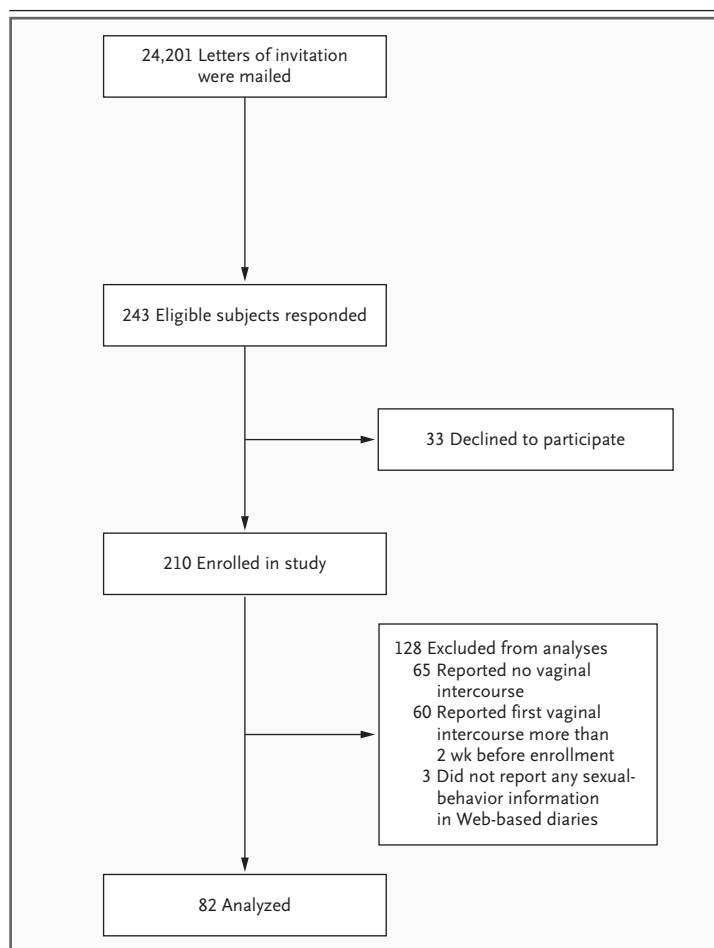 24,201 Letters of invitation
were mailed
243 Eligible subjects responded
33 Declined to participate
210 Enrolled in study
128 Excluded from analyses
65 Reported no vaginal
intercourse
60 Reported first vaginal
intercourse more than
2 wk before enrollment
3 Did not report any sexual-
behavior information
in Web-based diaries
82 Analyzed